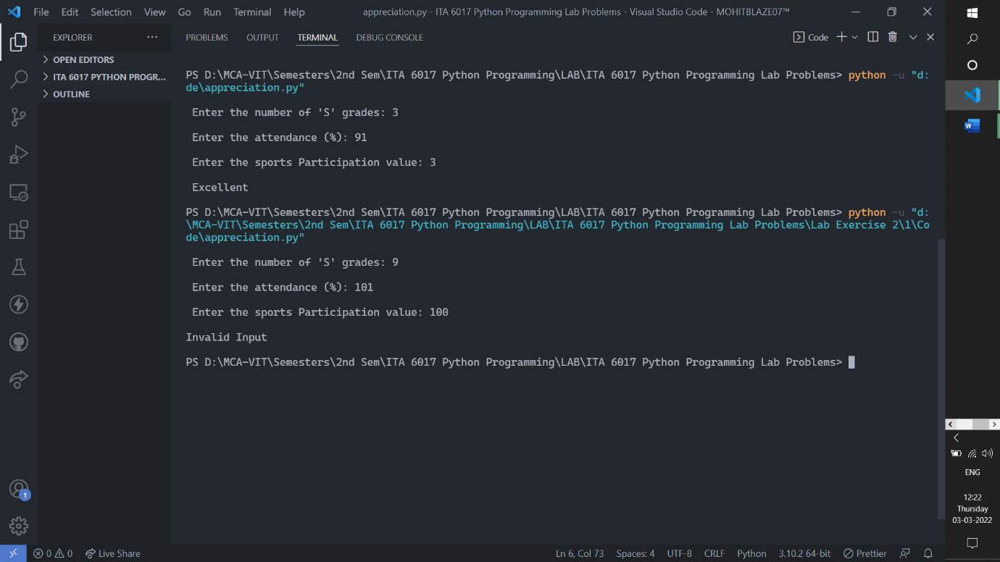 File Edit Selection View Go Run Terminal Help
appreciation.py - ITA 6017 Python Programming Lab Problems - Visual Studio Code - MOHITBLAZE07™
EXPLORER
OPEN EDITORS
ITA 6017 PYTHON PROGR...
OUTLINE
PROBLEMS OUTPUT TERMINAL DEBUG CONSOLE
Code
PS D:\MCA-VIT\Semesters\2nd Sem\ITA 6017 Python Programming\LAB\ITA 6017 Python Programming Lab Problems> python -u "d:
de\appreciation.py"
Enter the number of 'S' grades: 3
Enter the attendance (%): 91
Enter the sports Participation value: 3
Excellent
PS D:\MCA-VIT\Semesters\2nd Sem\ITA 6017 Python Programming\LAB\ITA 6017 Python Programming Lab Problems> python -u "d:
\MCA-VIT\Semesters\2nd Sem\ITA 6017 Python Programming\LAB\ITA 6017 Python Programming Lab Problems\Lab Exercise 2\1\Co
de\appreciation.py"
Enter the number of 'S' grades: 9
Enter the attendance (%): 101
Enter the sports Participation value: 100
Invalid Input
PS D:\MCA-VIT\Semesters\2nd Sem\ITA 6017 Python Programming\LAB\ITA 6017 Python Programming Lab Problems>
1
0 0 Live Share
Ln 6, Col 73 Spaces: 4 UTF-8 CRLF Python 3.10.2 64-bit Prettier
W
ENG
12:22
Thursday
03-03-2022